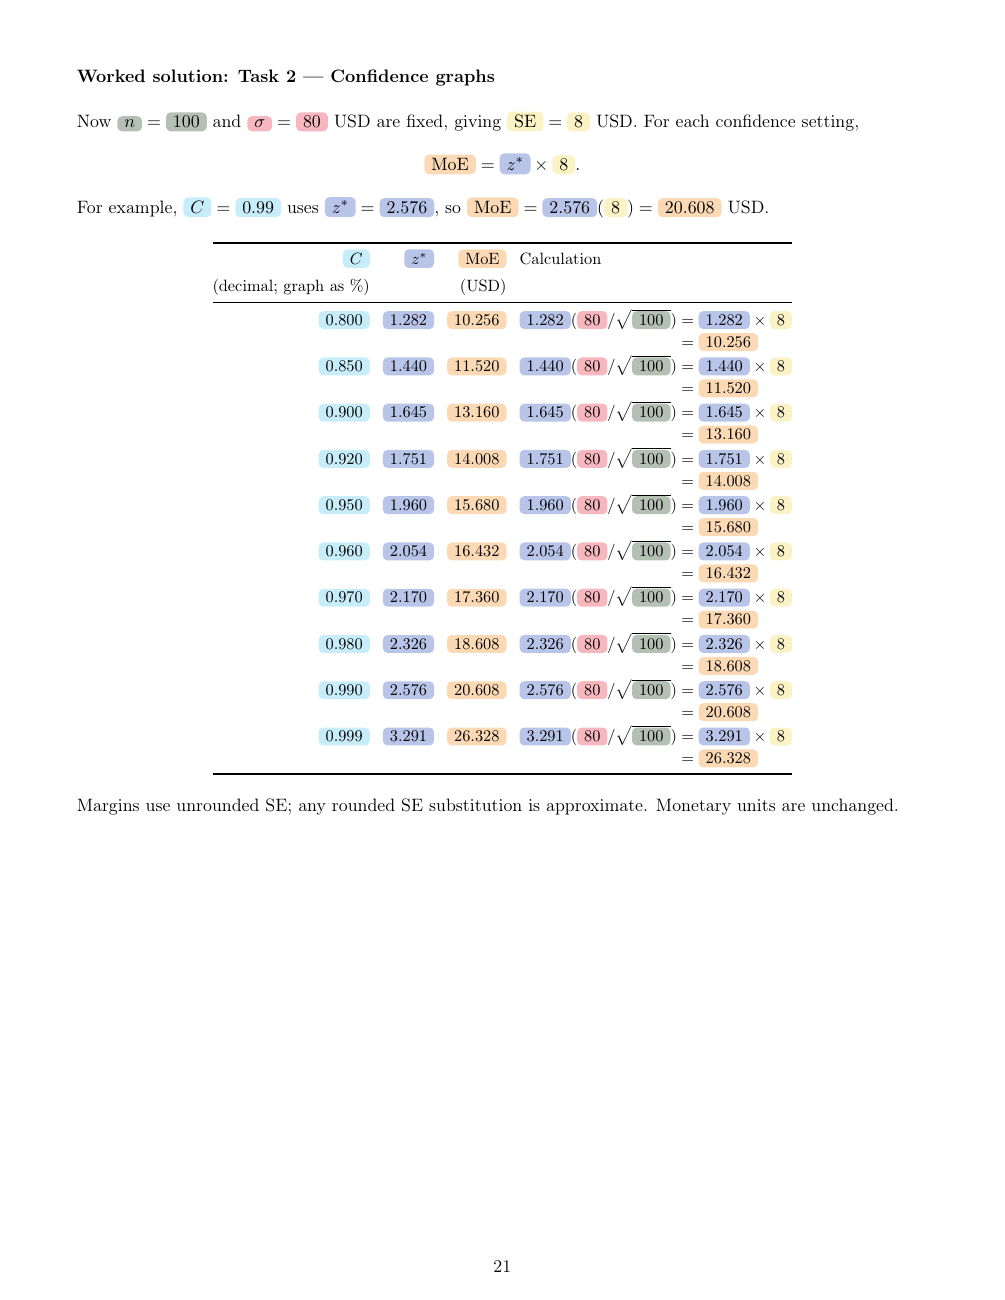 Worked solution: Task 2 — Confidence graphs
Now n = 100 and σ = 80 USD are fixed, giving SE = 8 USD. For each confidence setting,
MoE = z* × 8 .
For example, C = 0.99 uses z* = 2.576 , so MoE = 2.576 ( 8 ) = 20.608 USD.
C z* MoE Calculation
(decimal; graph as %) (USD)
0.800 1.282 10.256 1.282 ( 80 /√100 ) = 1.282 × 8
= 10.256
0.850 1.440 11.520 1.440 ( 80 /√100 ) = 1.440 × 8
= 11.520
0.900 1.645 13.160 1.645 ( 80 /√100 ) = 1.645 × 8
= 13.160
0.920 1.751 14.008 1.751 ( 80 /√100 ) = 1.751 × 8
= 14.008
0.950 1.960 15.680 1.960 ( 80 /√100 ) = 1.960 × 8
= 15.680
0.960 2.054 16.432 2.054 ( 80 /√100 ) = 2.054 × 8
= 16.432
0.970 2.170 17.360 2.170 ( 80 /√100 ) = 2.170 × 8
= 17.360
0.980 2.326 18.608 2.326 ( 80 /√100 ) = 2.326 × 8
= 18.608
0.990 2.576 20.608 2.576 ( 80 /√100 ) = 2.576 × 8
= 20.608
0.999 3.291 26.328 3.291 ( 80 /√100 ) = 3.291 × 8
= 26.328
Margins use unrounded SE; any rounded SE substitution is approximate. Monetary units are unchanged.
21